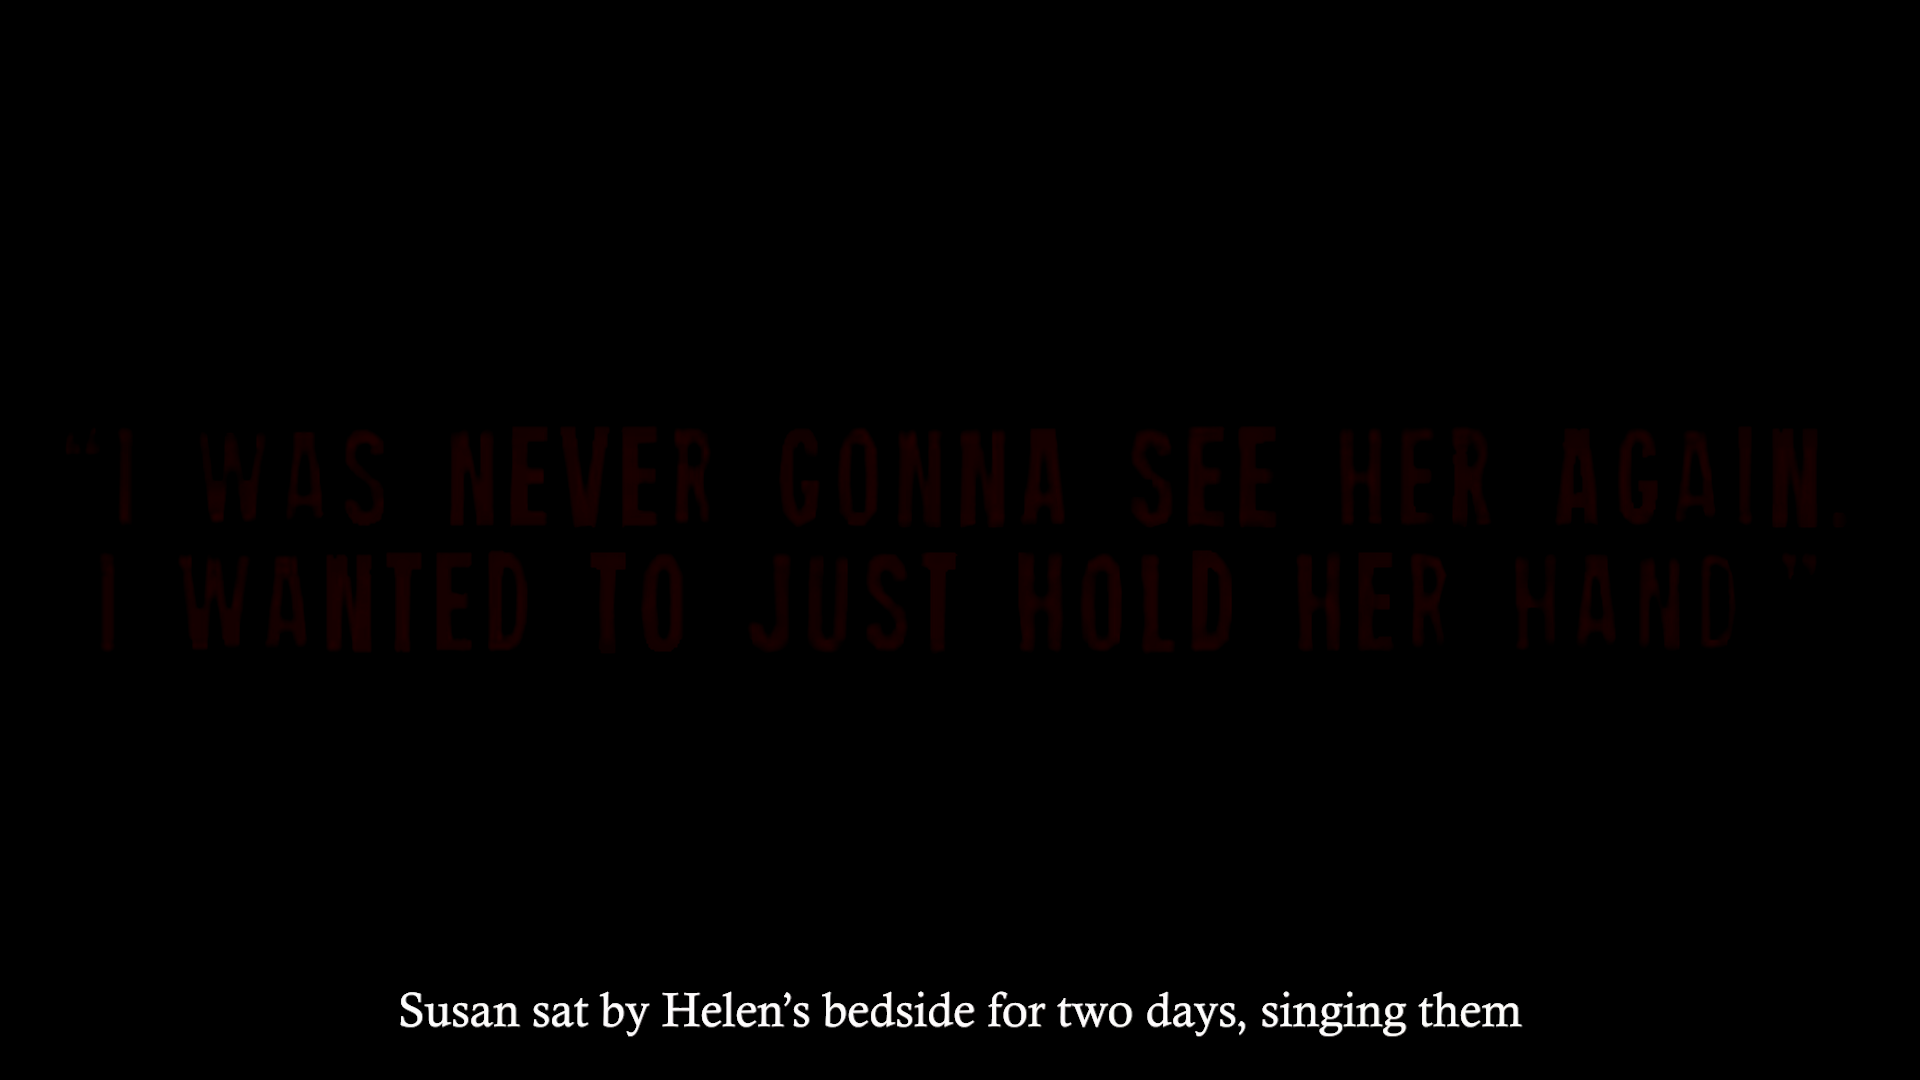 “I WAS NEVER GONNA SEE HER AGAIN.
I WANTED TO JUST HOLD HER HAND”
Susan sat by Helen’s bedside for two days, singing them